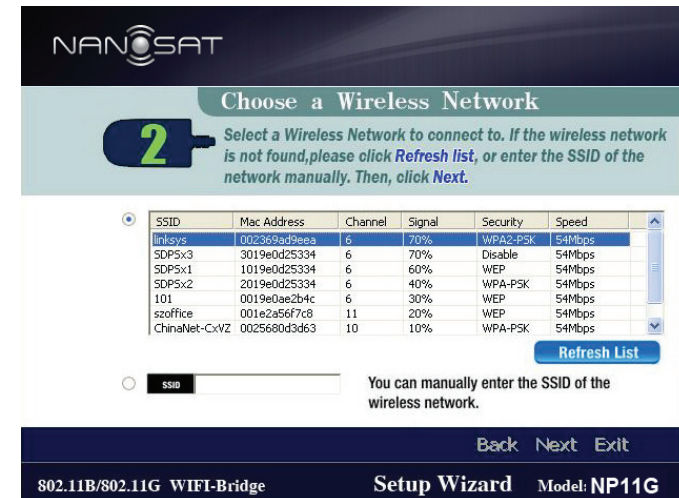 NANOSAT
Choose a Wireless Network
2
Select a Wireless Network to connect to. If the wireless network
is not found,please click Refresh list, or enter the SSID of the
network manually. Then, click Next.
SSID Mac Address Channel Signal Security Speed
linksys 002369ad9eea 6 70% WPA2-PSK 54Mbps
SDPSx3 3019e0d25334 6 70% Disable 54Mbps
SDPSx1 1019e0d25334 6 60% WEP 54Mbps
SDPSx2 2019e0d25334 6 40% WPA-PSK 54Mbps
101 0019e0ae2b4c 6 30% WEP 54Mbps
szoffice 001e2a56f7c8 11 20% WEP 54Mbps
ChinaNet-CxVZ 0025680d3d63 10 10% WPA-PSK 54Mbps
Refresh List
SSID
You can manually enter the SSID of the
wireless network.
Back Next Exit
802.11B/802.11G WIFI-Bridge Setup Wizard Model: NP11G